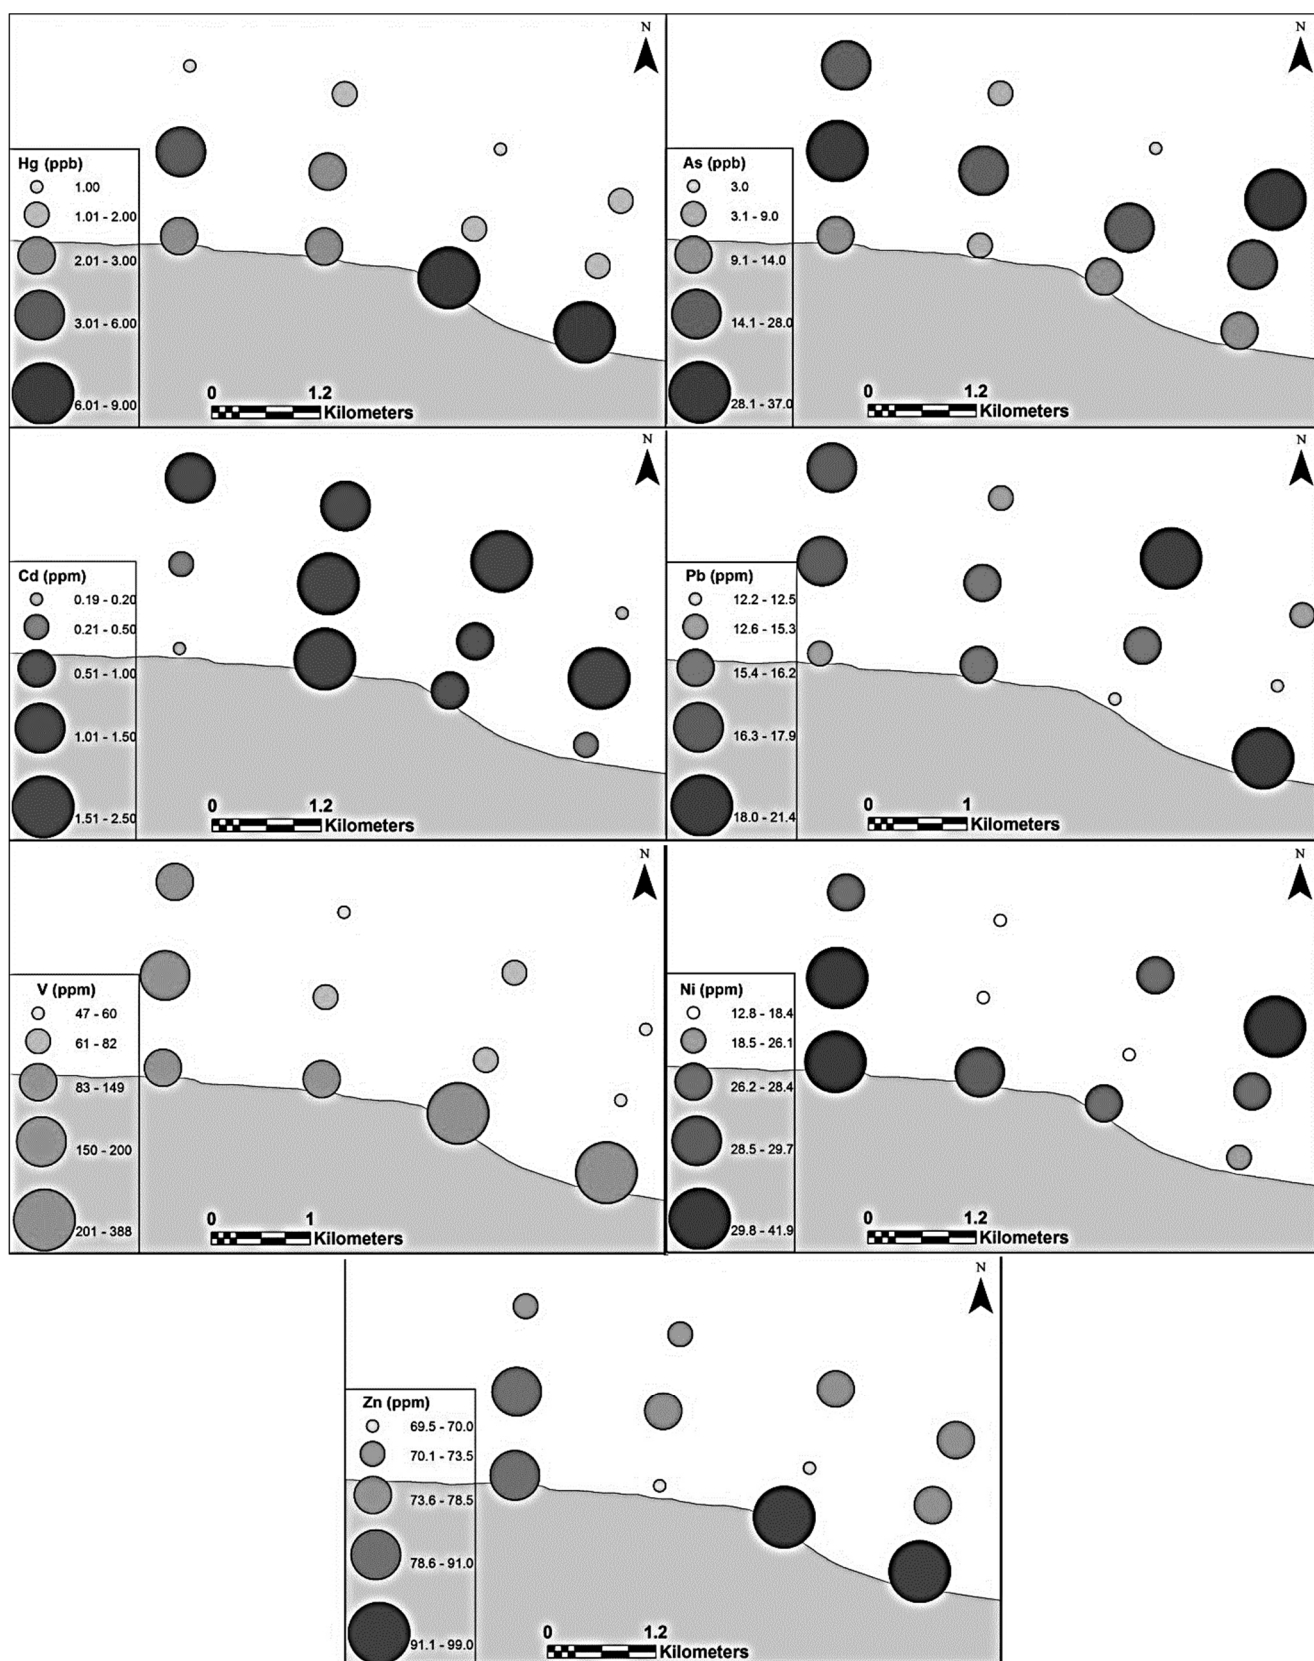 N
Hg (ppb)
1.00
1.01 - 2.00
2.01 - 3.00
3.01 - 6.00
6.01 - 9.00
0 1.2
Kilometers
N
As (ppb)
3.0
3.1 - 9.0
9.1 - 14.0
14.1 - 28.0
28.1 - 37.0
0 1.2
Kilometers
N
Cd (ppm)
0.19 - 0.20
0.21 - 0.50
0.51 - 1.00
1.01 - 1.50
1.51 - 2.50
0 1.2
Kilometers
N
Pb (ppm)
12.2 - 12.5
12.6 - 15.3
15.4 - 16.2
16.3 - 17.9
18.0 - 21.4
0 1
Kilometers
N
V (ppm)
47 - 60
61 - 82
83 - 149
150 - 200
201 - 388
0 1
Kilometers
N
Ni (ppm)
12.8 - 18.4
18.5 - 26.1
26.2 - 28.4
28.5 - 29.7
29.8 - 41.9
0 1.2
Kilometers
N
Zn (ppm)
69.5 - 70.0
70.1 - 73.5
73.6 - 78.5
78.6 - 91.0
91.1 - 99.0
0 1.2
Kilometers